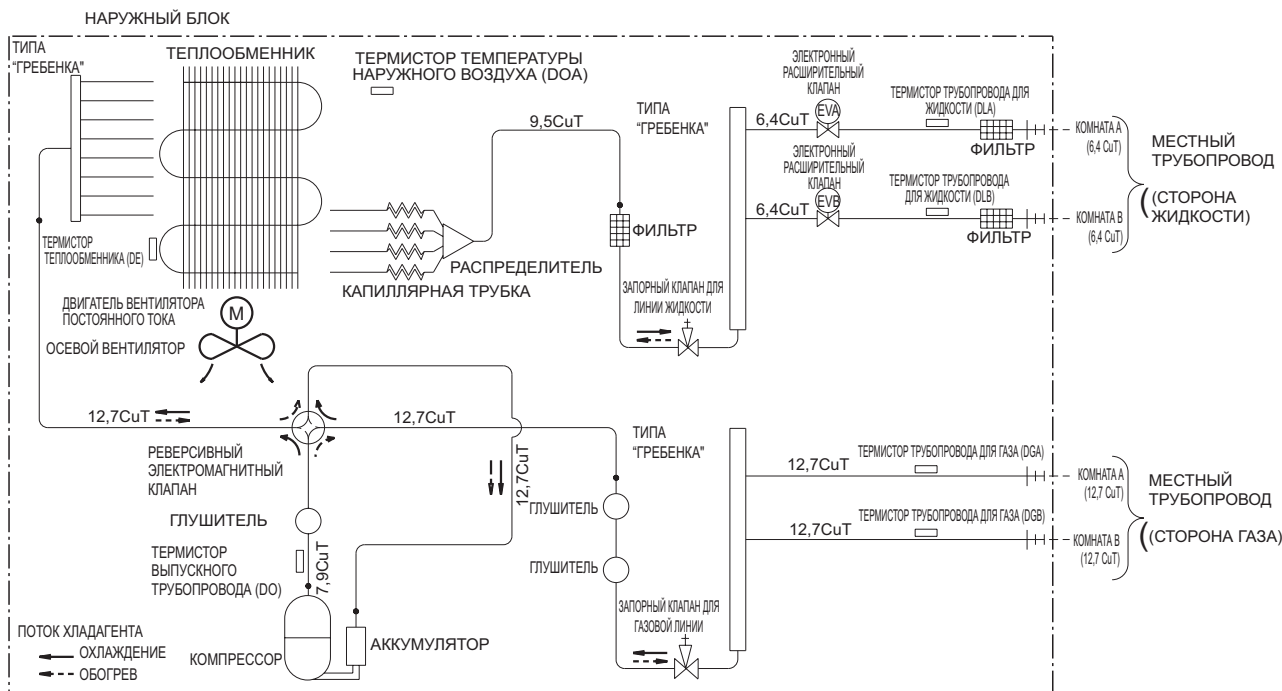 НАРУЖНЫЙ БЛОК
ТИПА
"ГРЕБЕНКА"
ТЕПЛООБМЕННИК
ТЕРМИСТОР ТЕМПЕРАТУРЫ
НАРУЖНОГО ВОЗДУХА (DOA)
9,5CuT
ТИПА
"ГРЕБЕНКА"
6,4CuT
ЭЛЕКТРОННЫЙ
РАСШИРИТЕЛЬНЫЙ
КЛАПАН
EVA
ТЕРМИСТОР ТРУБОПРОВОДА ДЛЯ
ЖИДКОСТИ (DLA)
ФИЛЬТР
КОМНАТА A
(6,4 CuT)
6,4CuT
ЭЛЕКТРОННЫЙ
РАСШИРИТЕЛЬНЫЙ
КЛАПАН
EVB
ТЕРМИСТОР ТРУБОПРОВОДА
ДЛЯ ЖИДКОСТИ (DLB)
ФИЛЬТР
КОМНАТА B
(6,4 CuT)
МЕСТНЫЙ
ТРУБОПРОВОД
(СТОРОНА
ЖИДКОСТИ)
ТЕРМИСТОР
ТЕПЛООБМЕННИКА (DE)
КАПИЛЛЯРНАЯ ТРУБКА
РАСПРЕДЕЛИТЕЛЬ
ФИЛЬТР
ЗАПОРНЫЙ КЛАПАН ДЛЯ
ЛИНИИ ЖИДКОСТИ
ДВИГАТЕЛЬ ВЕНТИЛЯТОРА
ПОСТОЯННОГО ТОКА
M
ОСЕВОЙ ВЕНТИЛЯТОР
12,7CuT
12,7CuT
12,7CuT
РЕВЕРСИВНЫЙ
ЭЛЕКТРОМАГНИТНЫЙ
КЛАПАН
ГЛУШИТЕЛЬ
ТЕРМИСТОР
ВЫПУСКНОГО
ТРУБОПРОВОДА (DO)
7,9CuT
КОМПРЕССОР
АККУМУЛЯТОР
ГЛУШИТЕЛЬ
ГЛУШИТЕЛЬ
ЗАПОРНЫЙ КЛАПАН ДЛЯ
ГАЗОВОЙ ЛИНИИ
ТИПА
"ГРЕБЕНКА"
12,7CuT
ТЕРМИСТОР ТРУБОПРОВОДА ДЛЯ ГАЗА (DGA)
КОМНАТА A
(12,7 CuT)
12,7CuT
ТЕРМИСТОР ТРУБОПРОВОДА ДЛЯ ГАЗА (DGB)
КОМНАТА B
(12,7 CuT)
МЕСТНЫЙ
ТРУБОПРОВОД
(СТОРОНА ГАЗА)
ПОТОК ХЛАДАГЕНТА
ОХЛАЖДЕНИЕ
ОБОГРЕВ